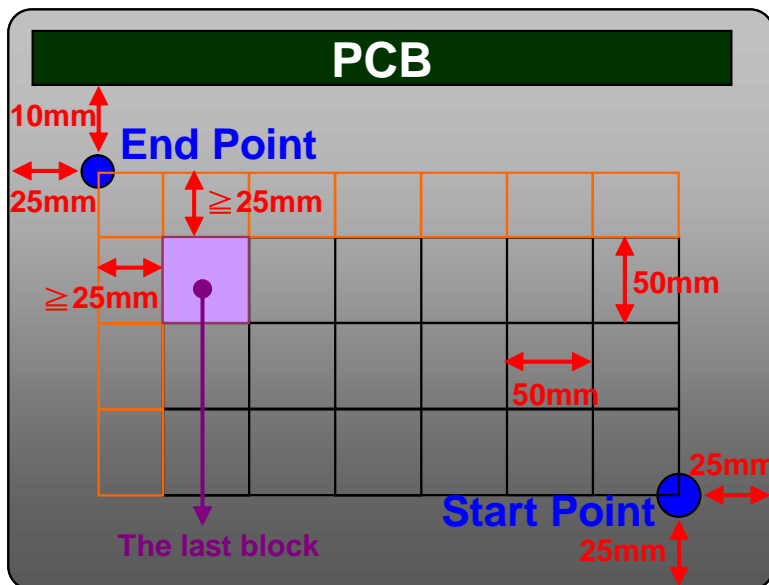 PCB
10mm
End Point
25mm
≧25mm
≧25mm
50mm
50mm
25mm
Start Point
25mm
The last block